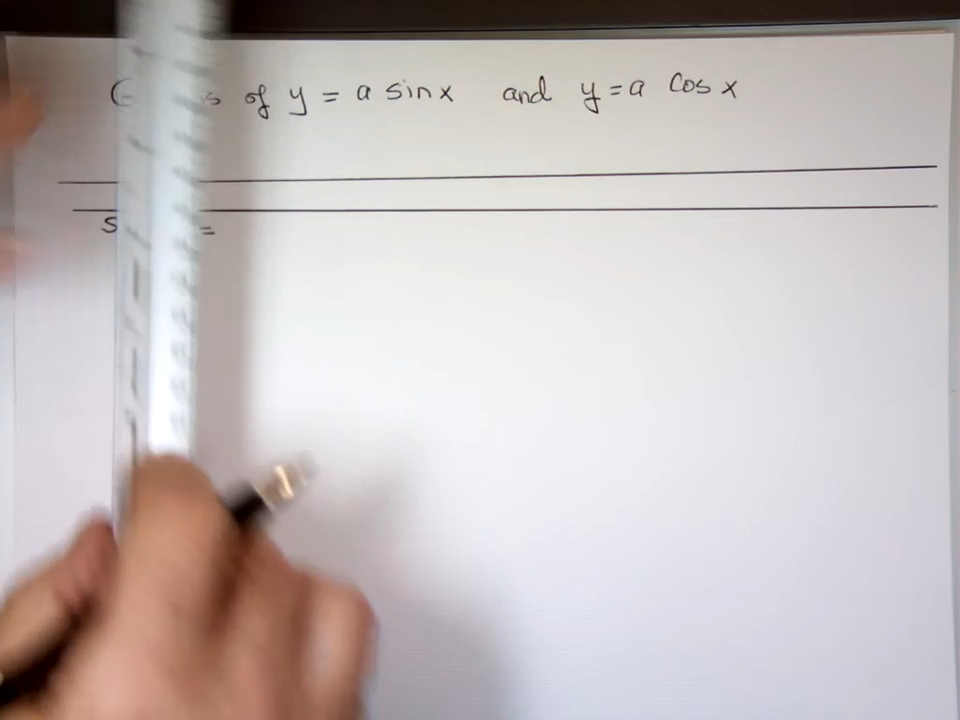 of y = a sin x and y = a cos x
=